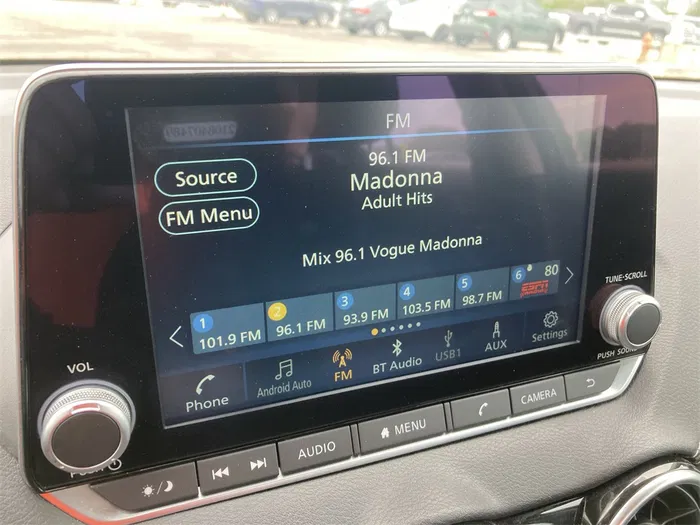 FM
96.1 FM
Madonna
Adult Hits
Source
FM Menu
Mix 96.1 Vogue Madonna
1 101.9 FM
2 96.1 FM
3 93.9 FM
4 103.5 FM
5 98.7 FM
6 80 ESPN
Phone
Android Auto
FM
BT Audio
USB1
AUX
Settings
TUNE·SCROLL
VOL
AUDIO
MENU
CAMERA